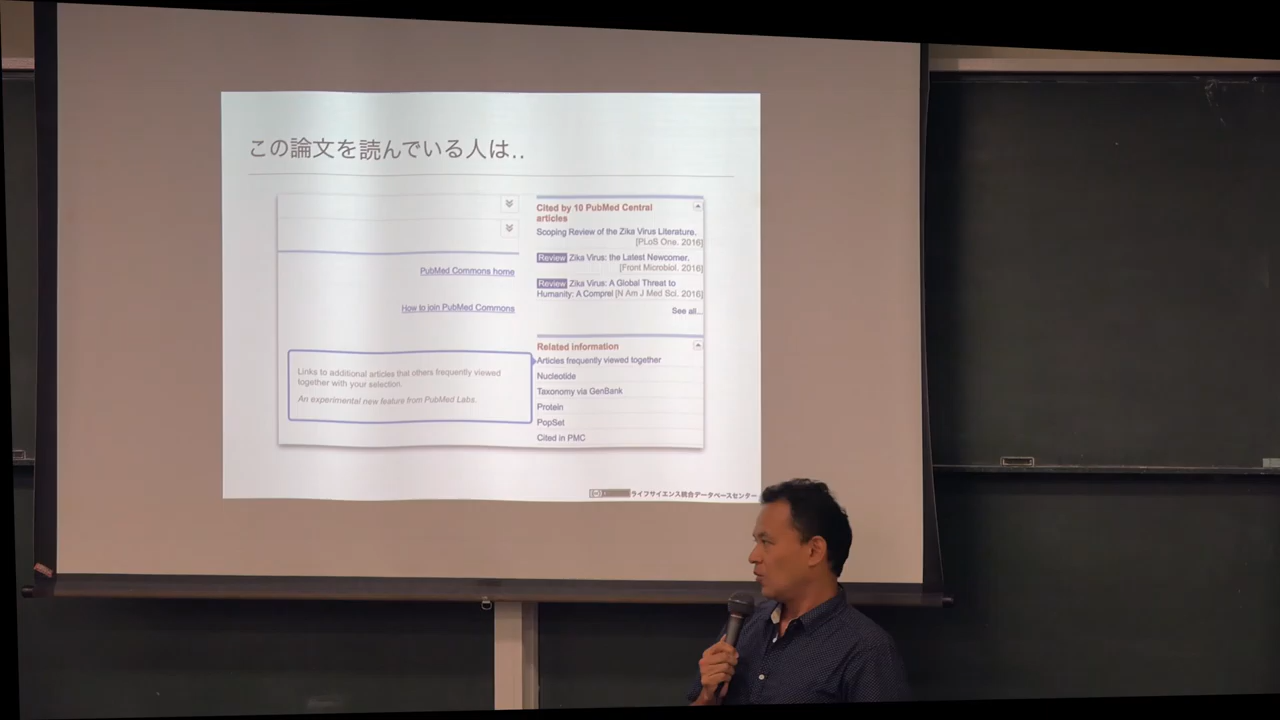 この論文を読んでいる人は..
PubMed Commons home
How to join PubMed Commons
Links to additional articles that others frequently viewed
together with your selection.
An experimental new feature from PubMed Labs.
Cited by 10 PubMed Central
articles
Scoping Review of the Zika Virus Literature.
[PLoS One. 2016]
Review Zika Virus: the Latest Newcomer.
[Front Microbiol. 2016]
Review Zika Virus: A Global Threat to
Humanity: A Comprel [N Am J Med Sci. 2016]
See all...
Related information
Articles frequently viewed together
Nucleotide
Taxonomy via GenBank
Protein
PopSet
Cited in PMC
ライフサイエンス統合データベースセンター